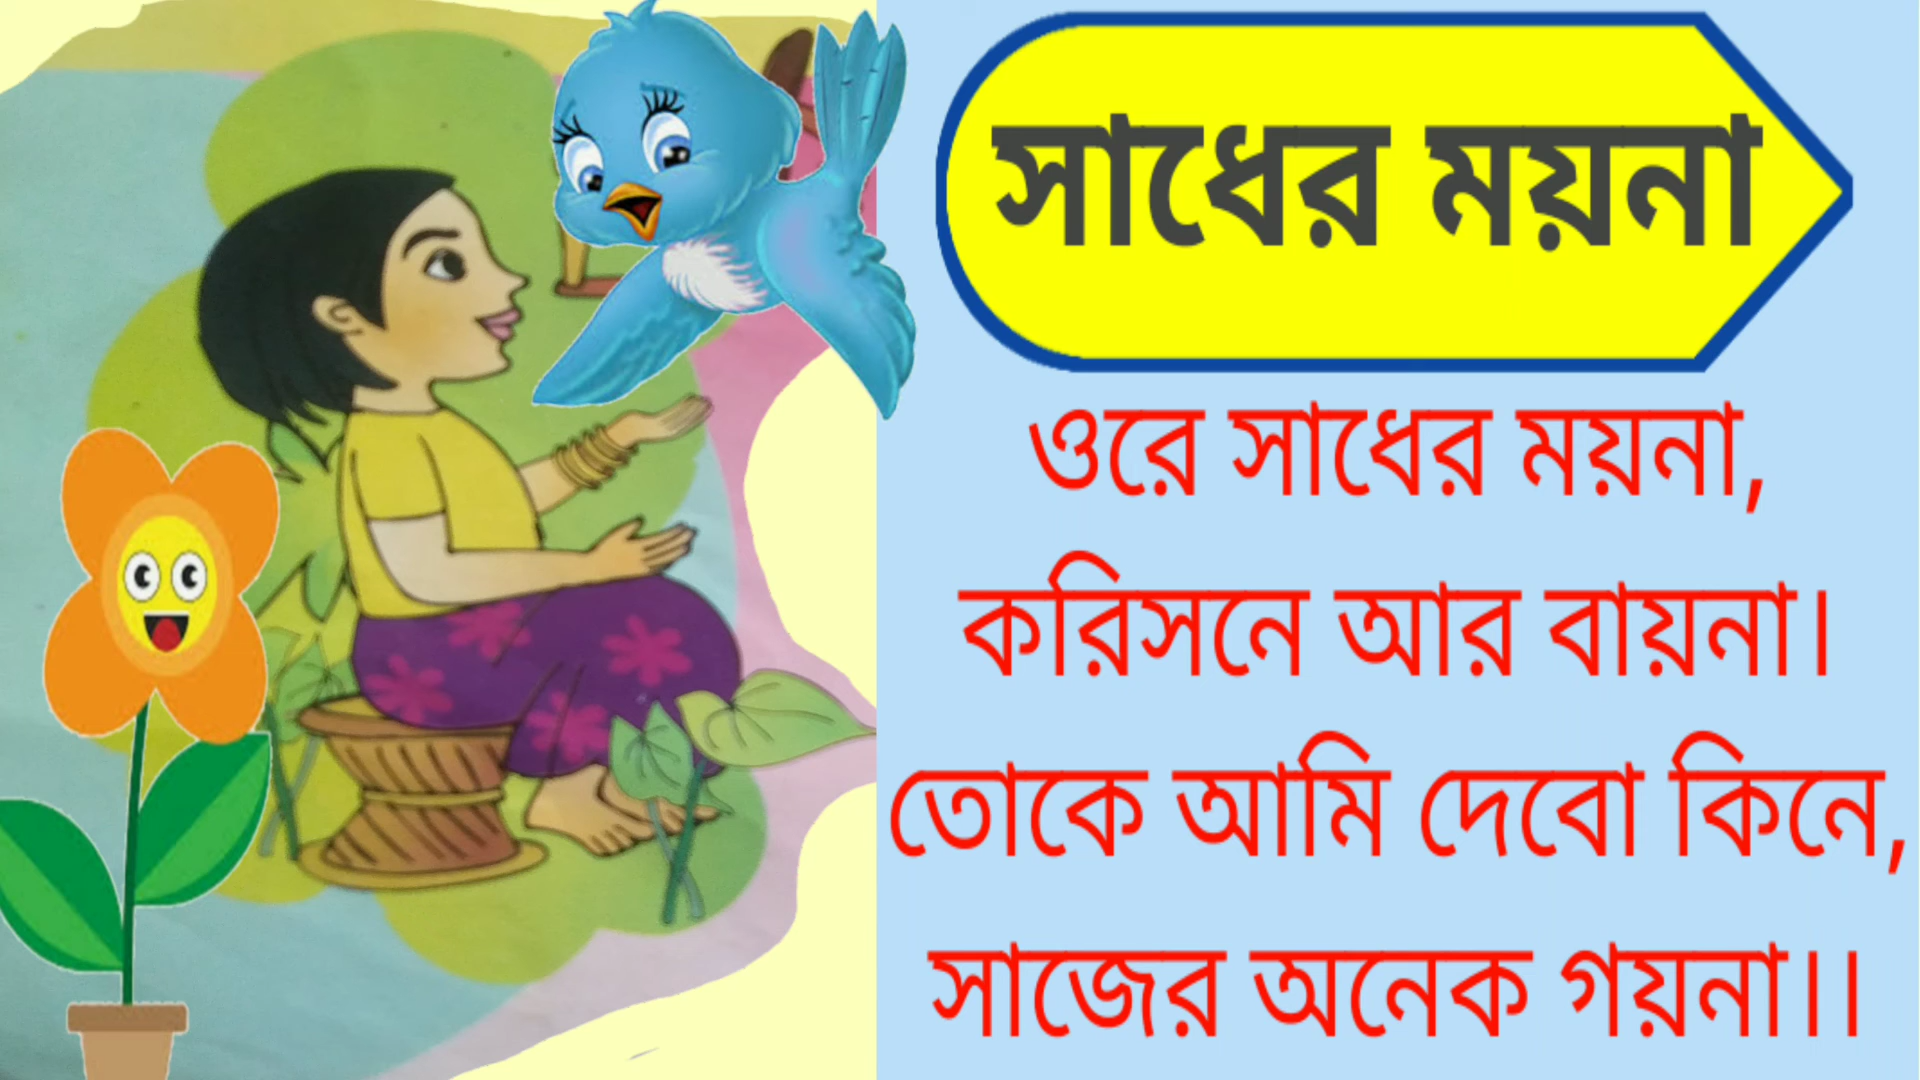 সাধের ময়না
ওরে সাধের ময়না,
করিসনে আর বায়না।
তোকে আমি দেবো কিনে,
সাজের অনেক গয়না।।